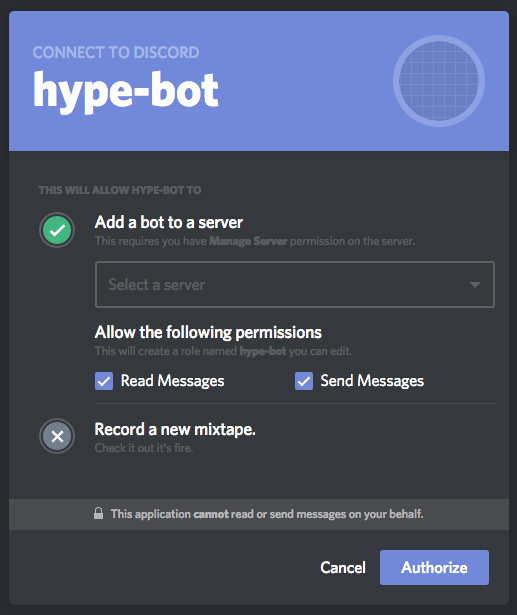 CONNECT TO DISCORD
hype-bot
THIS WILL ALLOW HYPE-BOT TO
Add a bot to a server
This requires you have Manage Server permission on the server.
Select a server
Allow the following permissions
This will create a role named hype-bot you can edit.
Read Messages Send Messages
Record a new mixtape.
Check it out it's fire.
This application cannot read or send messages on your behalf.
Cancel Authorize